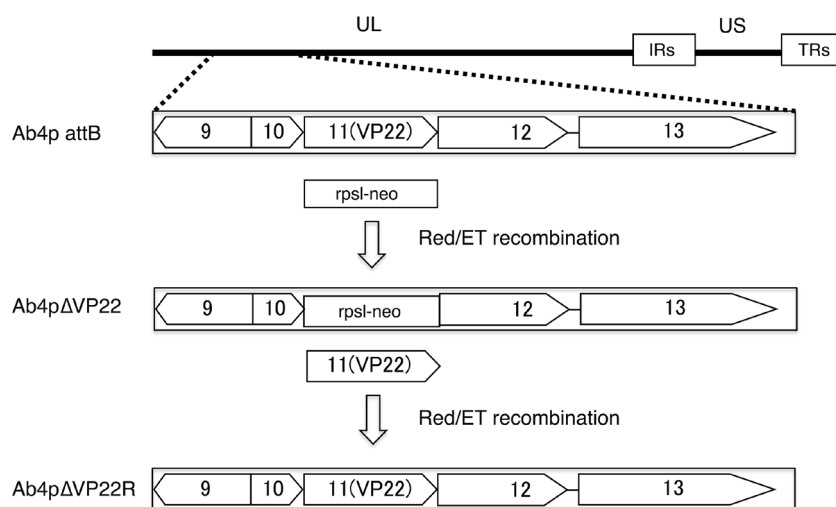 UL
US
IRs
TRs
Ab4p attB
9
10
11(VP22)
12
13
rpsl-neo
Red/ET recombination
Ab4pΔVP22
9
10
rpsl-neo
12
13
11(VP22)
Red/ET recombination
Ab4pΔVP22R
9
10
11(VP22)
12
13